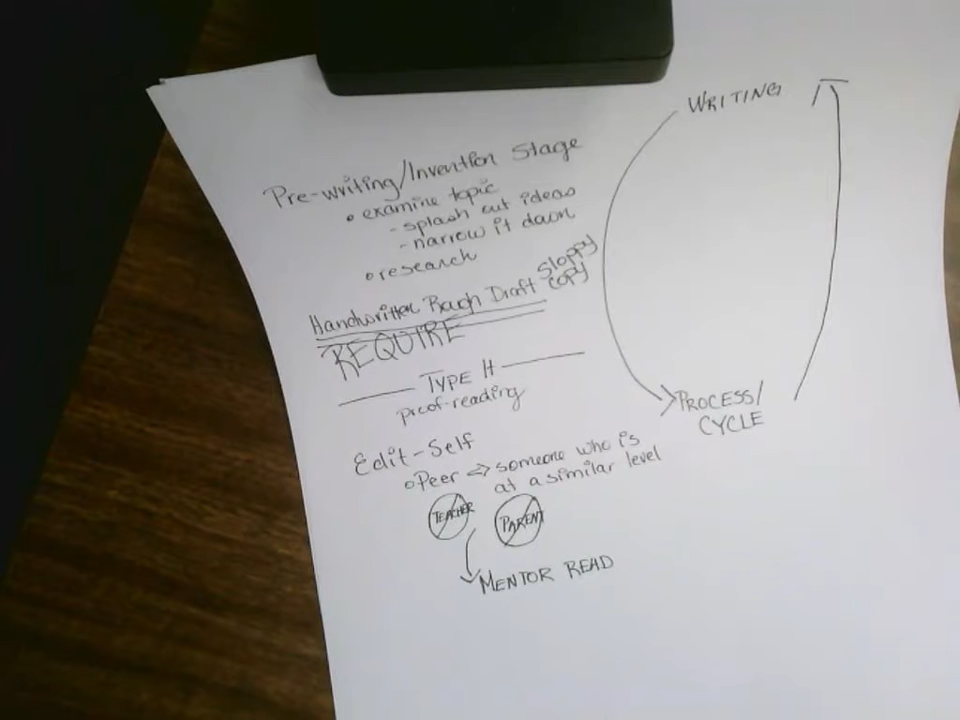 Pre-writing/Invention Stage
• examine topic
- splash out ideas
- narrow it down
• research
Handwritten Rough Draft Sloppy copy
REQUIRE
TYPE It
proof-reading
Edit-Self
• Peer <=> someone who is
at a similar level
TEACHER PARENT
MENTOR READ
WRITING
PROCESS/
CYCLE